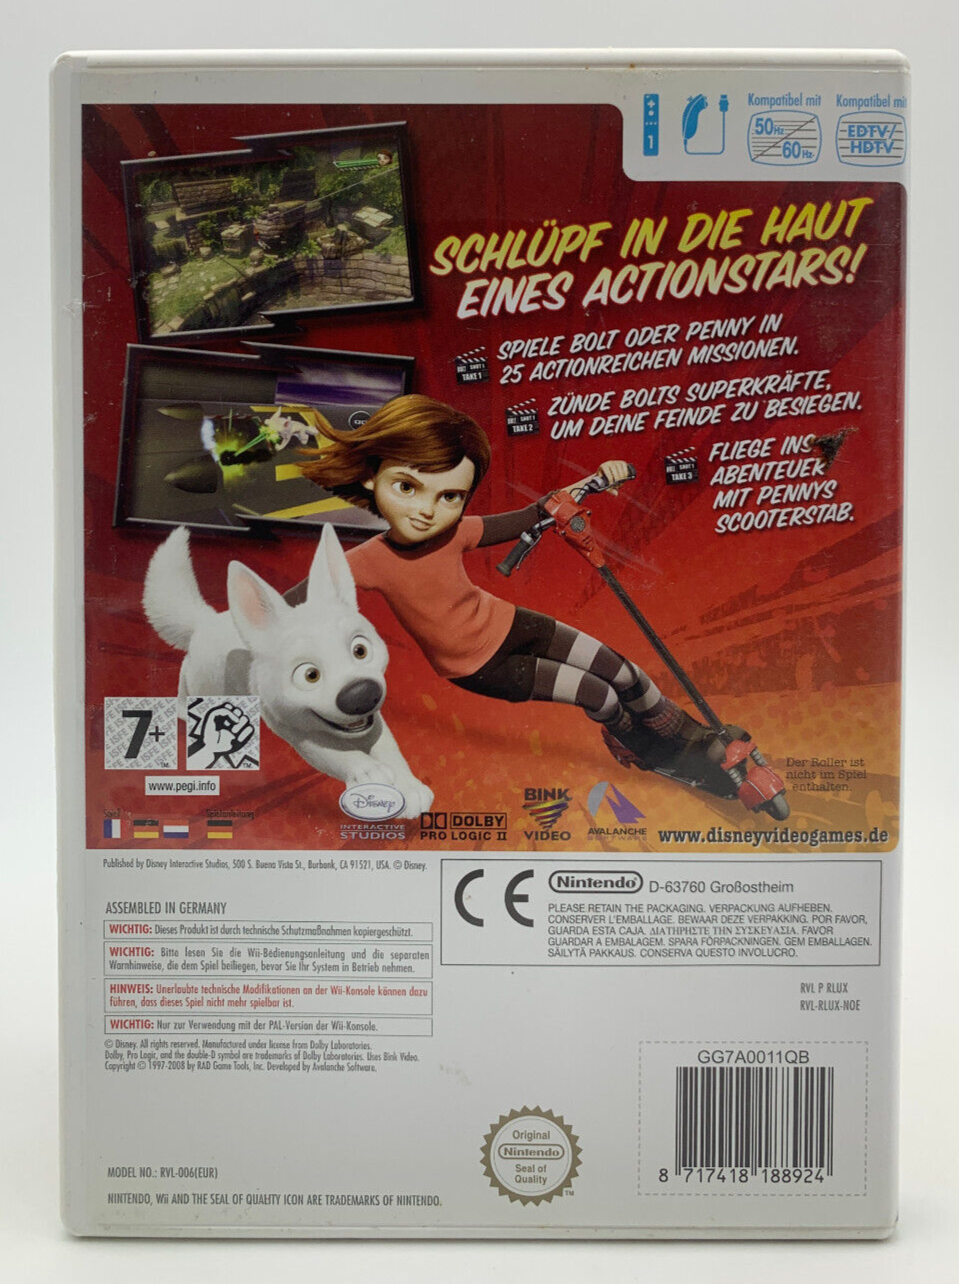 Kompatibel mit
50Hz
60Hz
Kompatibel mi
EDTV/
HDTV
1
SCHLÜPF IN DIE HAUT
EINES ACTIONSTARS!
TAKE 1
SPIELE BOLT ODER PENNY IN
25 ACTIONREICHEN MISSIONEN.
TAKE 2
ZÜNDE BOLTS SUPERKRÄFTE,
UM DEINE FEINDE ZU BESIEGEN.
TAKE 3
FLIEGE INS
ABENTEUER
MIT PENNYS
SCOOTERSTAB.
7+
www.pegi.info
Der Roller ist
nicht im Spiel
enthalten.
Spielanleitung
Disney
INTERACTIVE
STUDIOS
DOLBY
PRO LOGIC II
BINK
VIDEO
AVALANCHE
SOFTWARE
www.disneyvideogames.de
Published by Disney Interactive Studios, 500 S. Buena Vista St., Burbank, CA 91521, USA. © Disney.
ASSEMBLED IN GERMANY
WICHTIG: Dieses Produkt ist durch technische Schutzmaßnahmen kopiergeschützt.
WICHTIG: Bitte lesen Sie die Wii-Bedienungsanleitung und die separaten
Warnhinweise, die dem Spiel beiliegen, bevor Sie Ihr System in Betrieb nehmen.
HINWEIS: Unerlaubte technische Modifikationen an der Wii-Konsole können dazu
führen, dass dieses Spiel nicht mehr spielbar ist.
WICHTIG: Nur zur Verwendung mit der PAL-Version der Wii-Konsole.
© Disney. All rights reserved. Manufactured under license from Dolby Laboratories.
Dolby, Pro Logic, and the double-D symbol are trademarks of Dolby Laboratories. Uses Bink Video.
Copyright © 1997-2008 by RAD Game Tools, Inc. Developed by Avalanche Software.
CE
Nintendo D-63760 Großostheim
PLEASE RETAIN THE PACKAGING. VERPACKUNG AUFHEBEN.
CONSERVER L'EMBALLAGE. BEWAAR DEZE VERPAKKING. POR FAVOR,
GUARDA ESTA CAJA. ΔΙΑΤΗΡΗΣΤΕ ΤΗΝ ΣΥΣΚΕΥΑΣΙΑ. FAVOR
GUARDAR A EMBALAGEM. SPARA FÖRPACKNINGEN. GEM EMBALLAGEN.
SÄILYTÄ PAKKAUS. CONSERVA QUESTO INVOLUCRO.
RVL P RLUX
RVL-RLUX-NOE
GG7A0011QB
8 717418 188924
Original
Nintendo
Seal of
Quality
TM
MODEL NO.: RVL-006(EUR)
NINTENDO, Wii AND THE SEAL OF QUALITY ICON ARE TRADEMARKS OF NINTENDO.